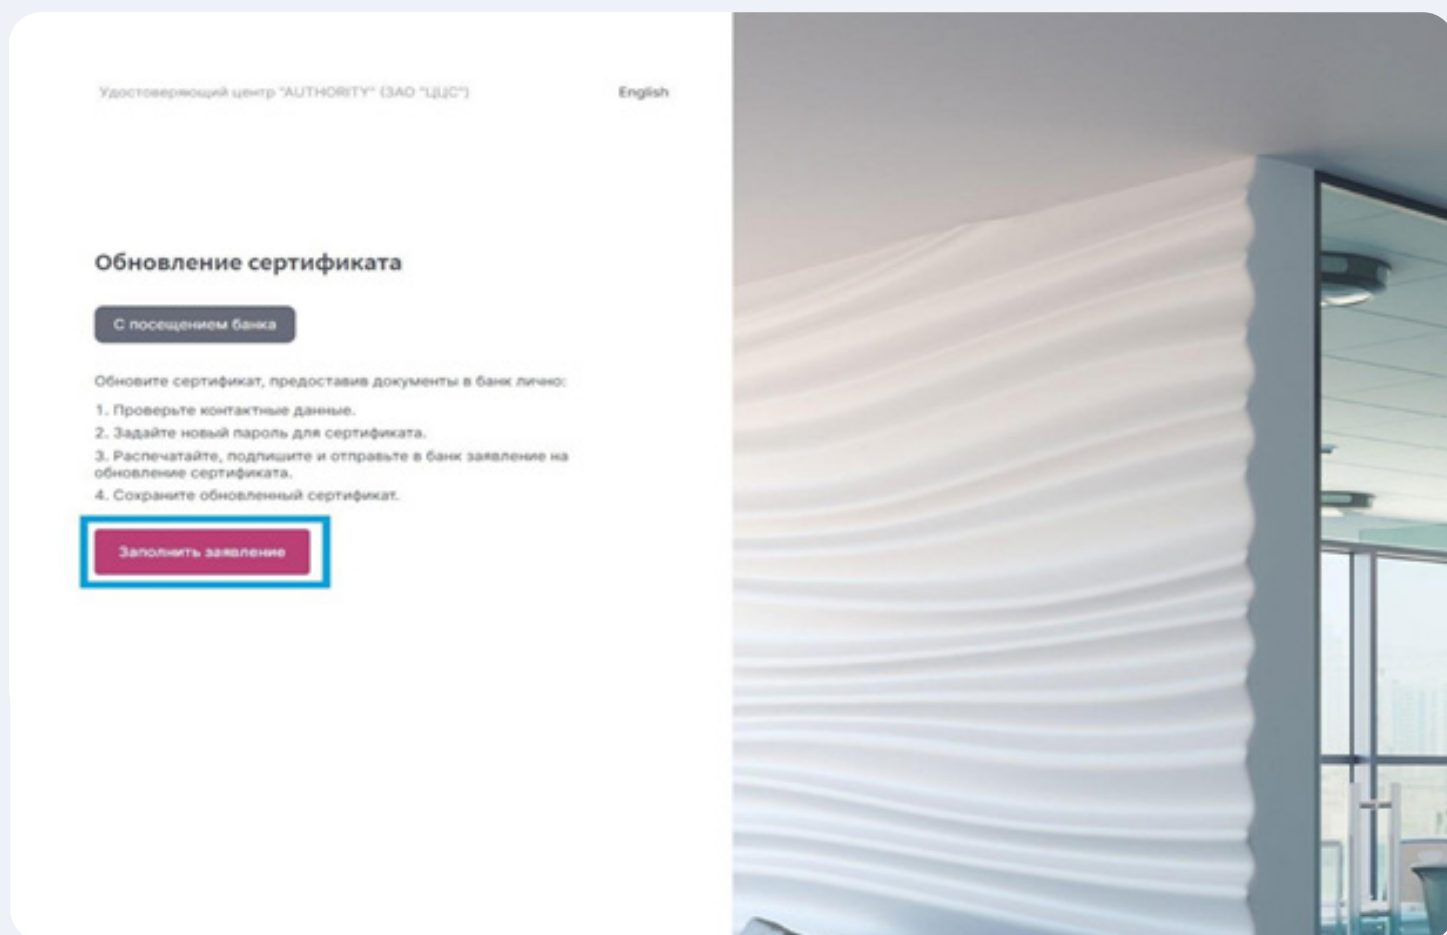 Удостоверяющий центр "AUTHORITY" (ЗАО "ЦЦС")
English
Обновление сертификата
С посещением банка
Обновите сертификат, предоставив документы в банк лично:
1. Проверьте контактные данные.
2. Задайте новый пароль для сертификата.
3. Распечатайте, подпишите и отправьте в банк заявление на
обновление сертификата.
4. Сохраните обновленный сертификат.
Заполнить заявление